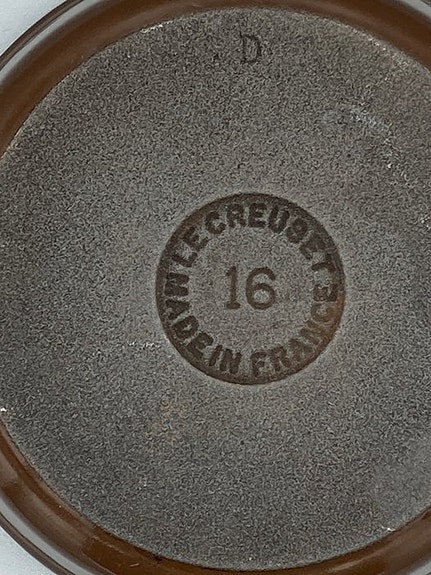 D
LE CREUSET
16
MADE IN FRANCE